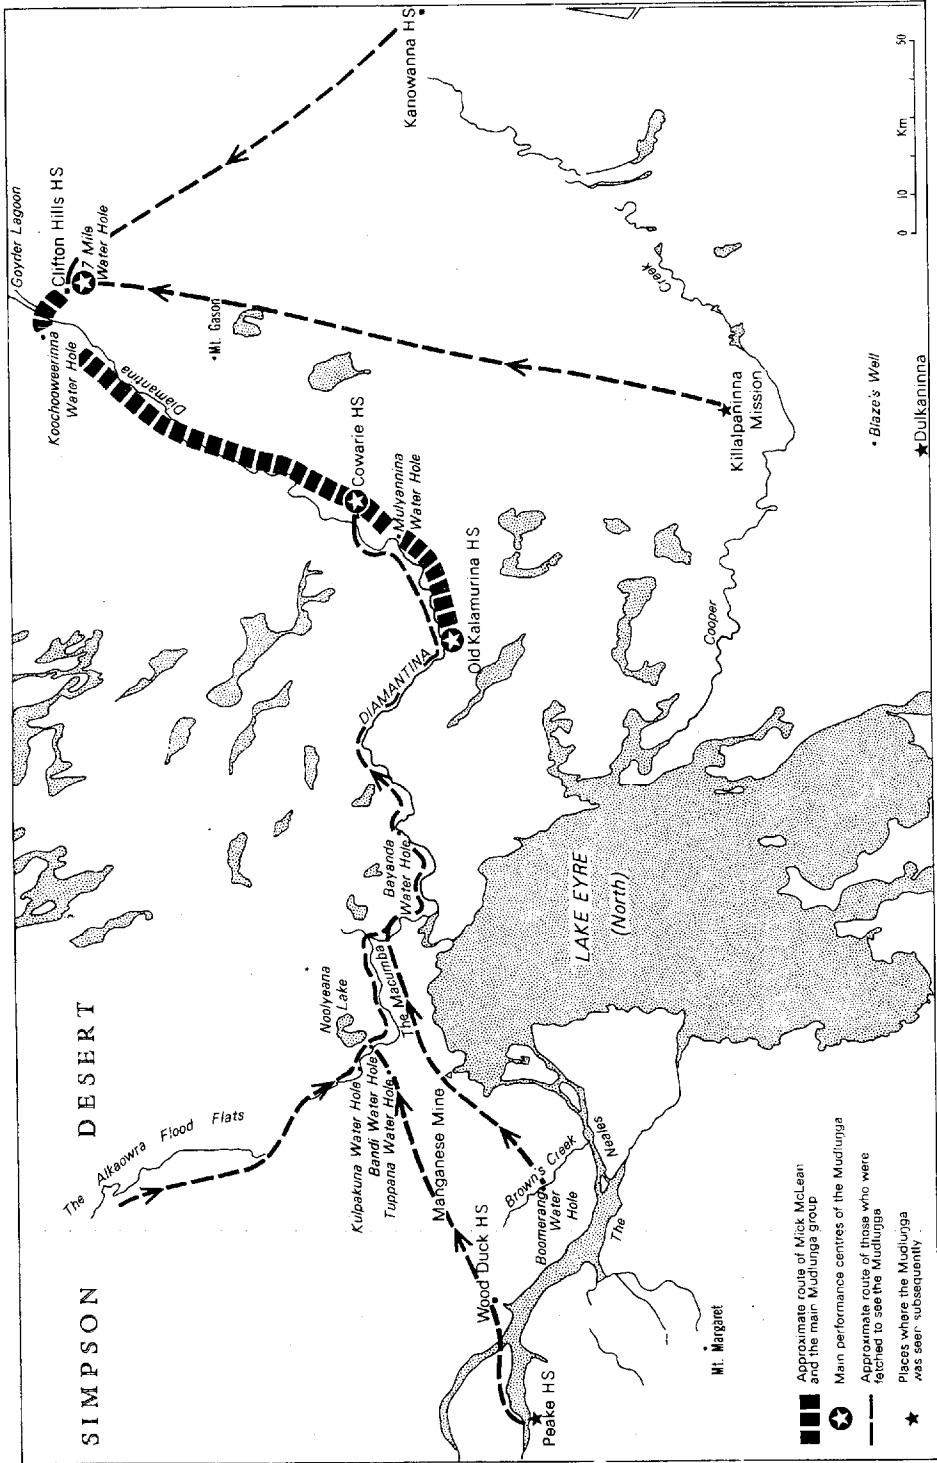 SIMPSON DESERT
The Alkaowra Flood Flats
Goyder Lagoon
Clifton Hills HS
7 Mile
Water Hole
Koochooweerinna
Water Hole
Diamantina
Mt. Gason
Kanowanna HS
Cowarie HS
Mulyannina
Water Hole
Old Kalamurina HS
DIAMANTINA
Bayanda
Water Hole
Noolyeana
Lake
The Macumba
Kulpakuna Water Hole
Bandi Water Hole
Tuppana Water Hole
Manganese Mine
Wood Duck HS
Brown's Creek
Boomerang
Water
Hole
The Neales
Peake HS
Mt. Margaret
LAKE EYRE
(North)
Cooper Creek
Killalpaninna
Mission
Blaze's Well
Dulkaninna
0 10 Km 50
Approximate route of Mick McLean
and the main Mudluŋga group
Main performance centres of the Mudluŋga
Approximate route of those who were
fetched to see the Mudluŋga
Places where the Mudluŋga
was seen subsequently